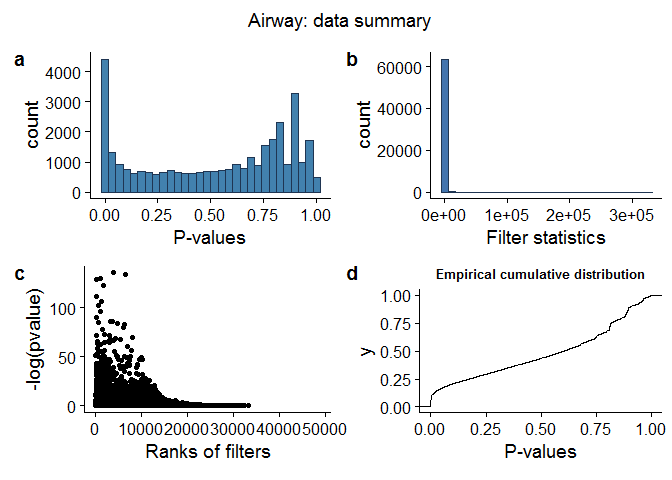 Airway: data summary
a
4000
3000
2000
1000
0
count
0.00 0.25 0.50 0.75 1.00
P-values
b
60000
40000
20000
0
count
0e+00 1e+05 2e+05 3e+05
Filter statistics
c
100
50
0
-log(pvalue)
0 10000 20000 30000 40000 50000
Ranks of filters
d
Empirical cumulative distribution
1.00
0.75
0.50
0.25
0.00
y
0.00 0.25 0.50 0.75 1.00
P-values